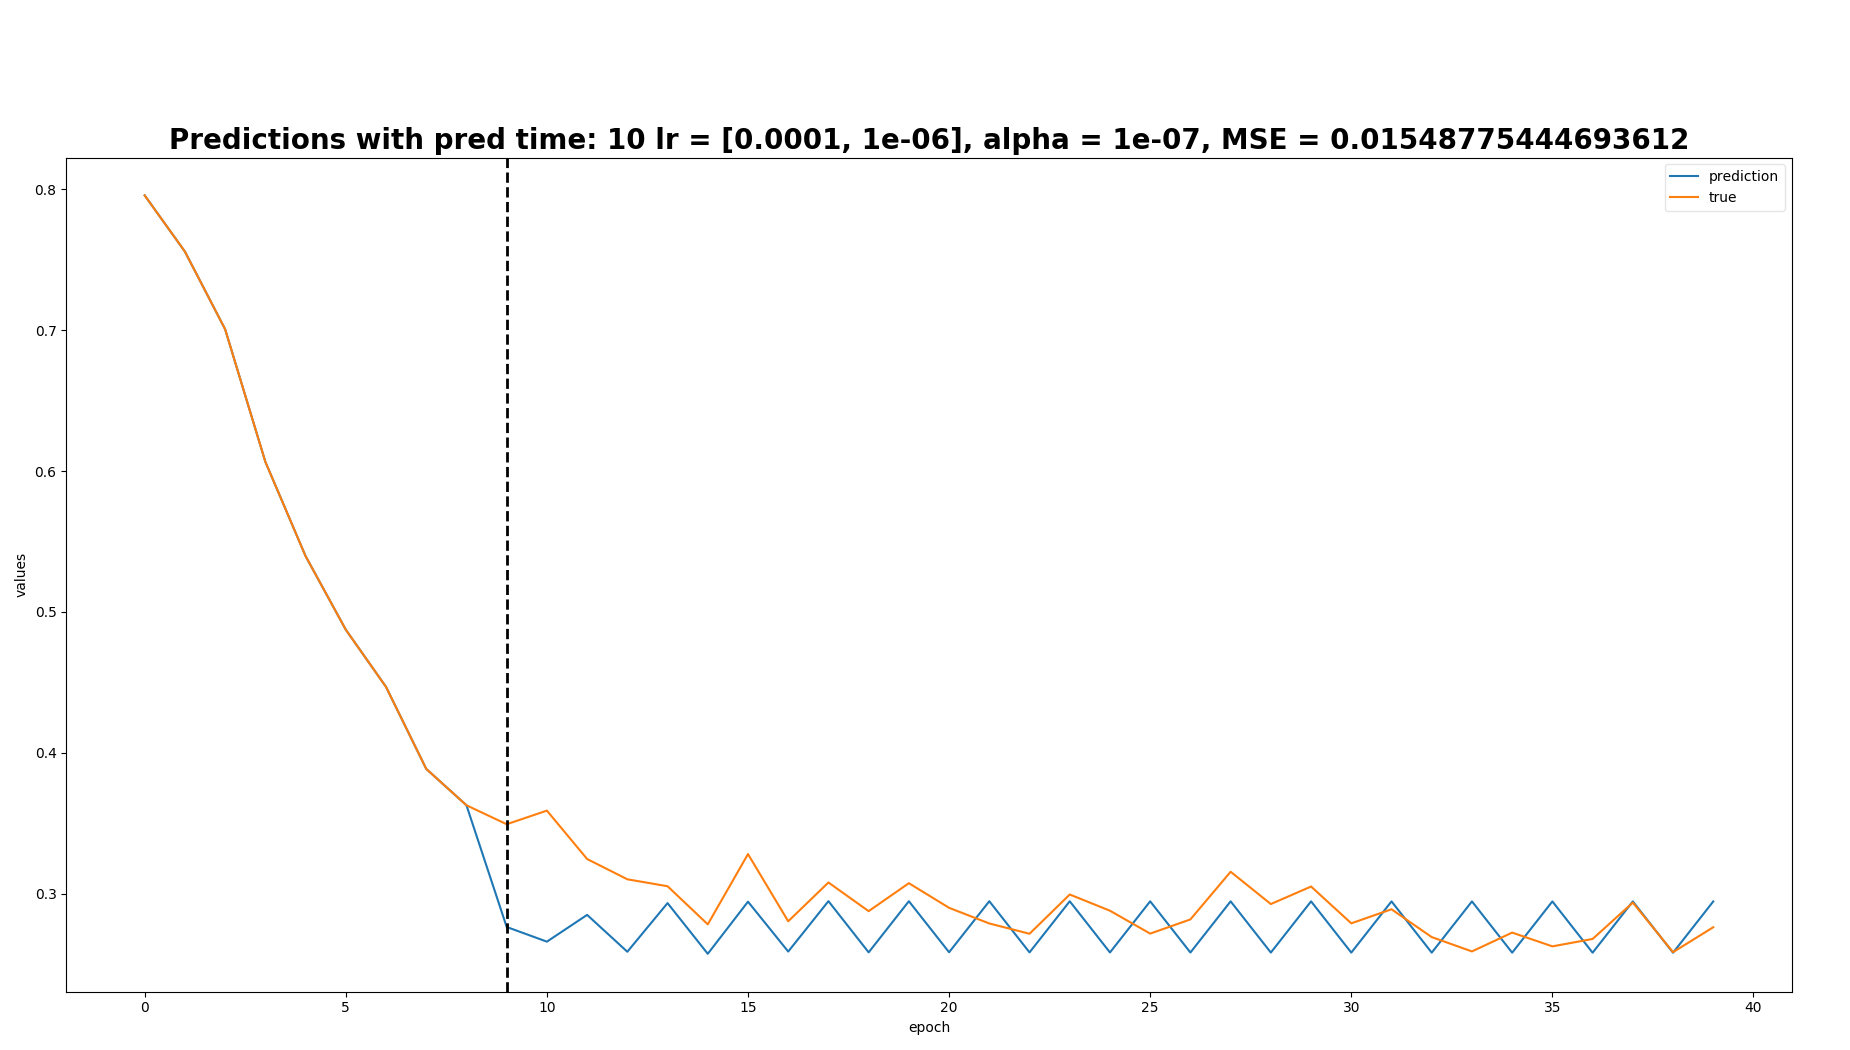 Predictions with pred time: 10 lr = [0.0001, 1e-06], alpha = 1e-07, MSE = 0.01548775444693612
prediction
true
0.8
0.7
0.6
0.5
0.4
0.3
values
0 5 10 15 20 25 30 35 40
epoch